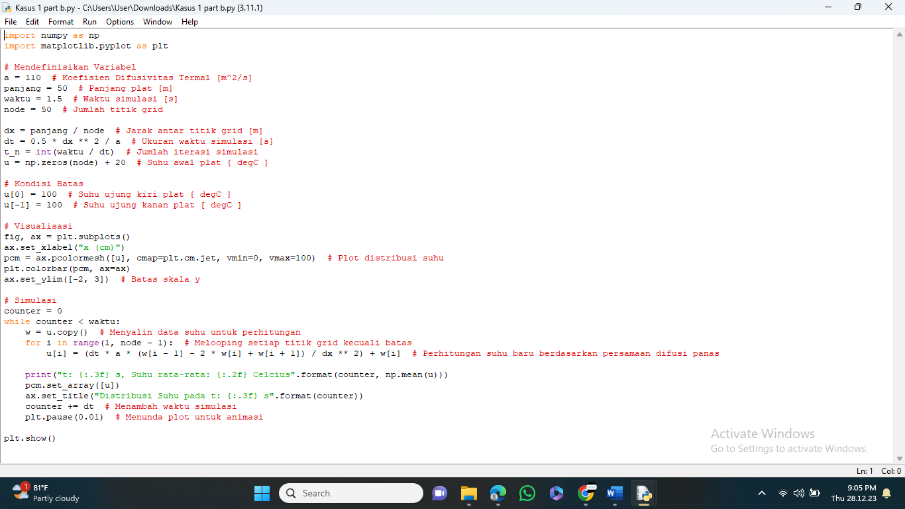 Kasus 1 part b.py - C:\Users\User\Downloads\Kasus 1 part b.py (3.11.1)
File Edit Format Run Options Window Help
import numpy as np
import matplotlib.pyplot as plt
# Mendefinisikan Variabel
a = 110 # Koefisien Difusivitas Termal [m^2/s]
panjang = 50 # Panjang plat [m]
waktu = 1.5 # Waktu simulasi [s]
node = 50 # Jumlah titik grid
dx = panjang / node # Jarak antar titik grid [m]
dt = 0.5 * dx ** 2 / a # Ukuran waktu simulasi [s]
t_n = int(waktu / dt) # Jumlah iterasi simulasi
u = np.zeros(node) + 20 # Suhu awal plat [ degC ]
# Kondisi Batas
u[0] = 100 # Suhu ujung kiri plat [ degC ]
u[-1] = 100 # Suhu ujung kanan plat [ degC ]
# Visualisasi
fig, ax = plt.subplots()
ax.set_xlabel("x (cm)")
pcm = ax.pcolormesh([u], cmap=plt.cm.jet, vmin=0, vmax=100) # Plot distribusi suhu
plt.colorbar(pcm, ax=ax)
ax.set_ylim([-2, 3]) # Batas skala y
# Simulasi
counter = 0
while counter < waktu:
    w = u.copy() # Menyalin data suhu untuk perhitungan
    for i in range(1, node - 1): # Melooping setiap titik grid kecuali batas
        u[i] = (dt * a * (w[i - 1] - 2 * w[i] + w[i + 1]) / dx ** 2) + w[i] # Perhitungan suhu baru berdasarkan persamaan difusi panas
    print("t: {:.3f} s, Suhu rata-rata: {:.2f} Celcius".format(counter, np.mean(u)))
    pcm.set_array([u])
    ax.set_title("Distribusi Suhu pada t: {:.3f} s".format(counter))
    counter += dt # Menambah waktu simulasi
    plt.pause(0.01) # Menunda plot untuk animasi
plt.show()
Activate Windows
Go to Settings to activate Windows.
Ln: 1 Col: 0
1
81°F
Partly cloudy
Search
9:05 PM
Thu 28.12.23